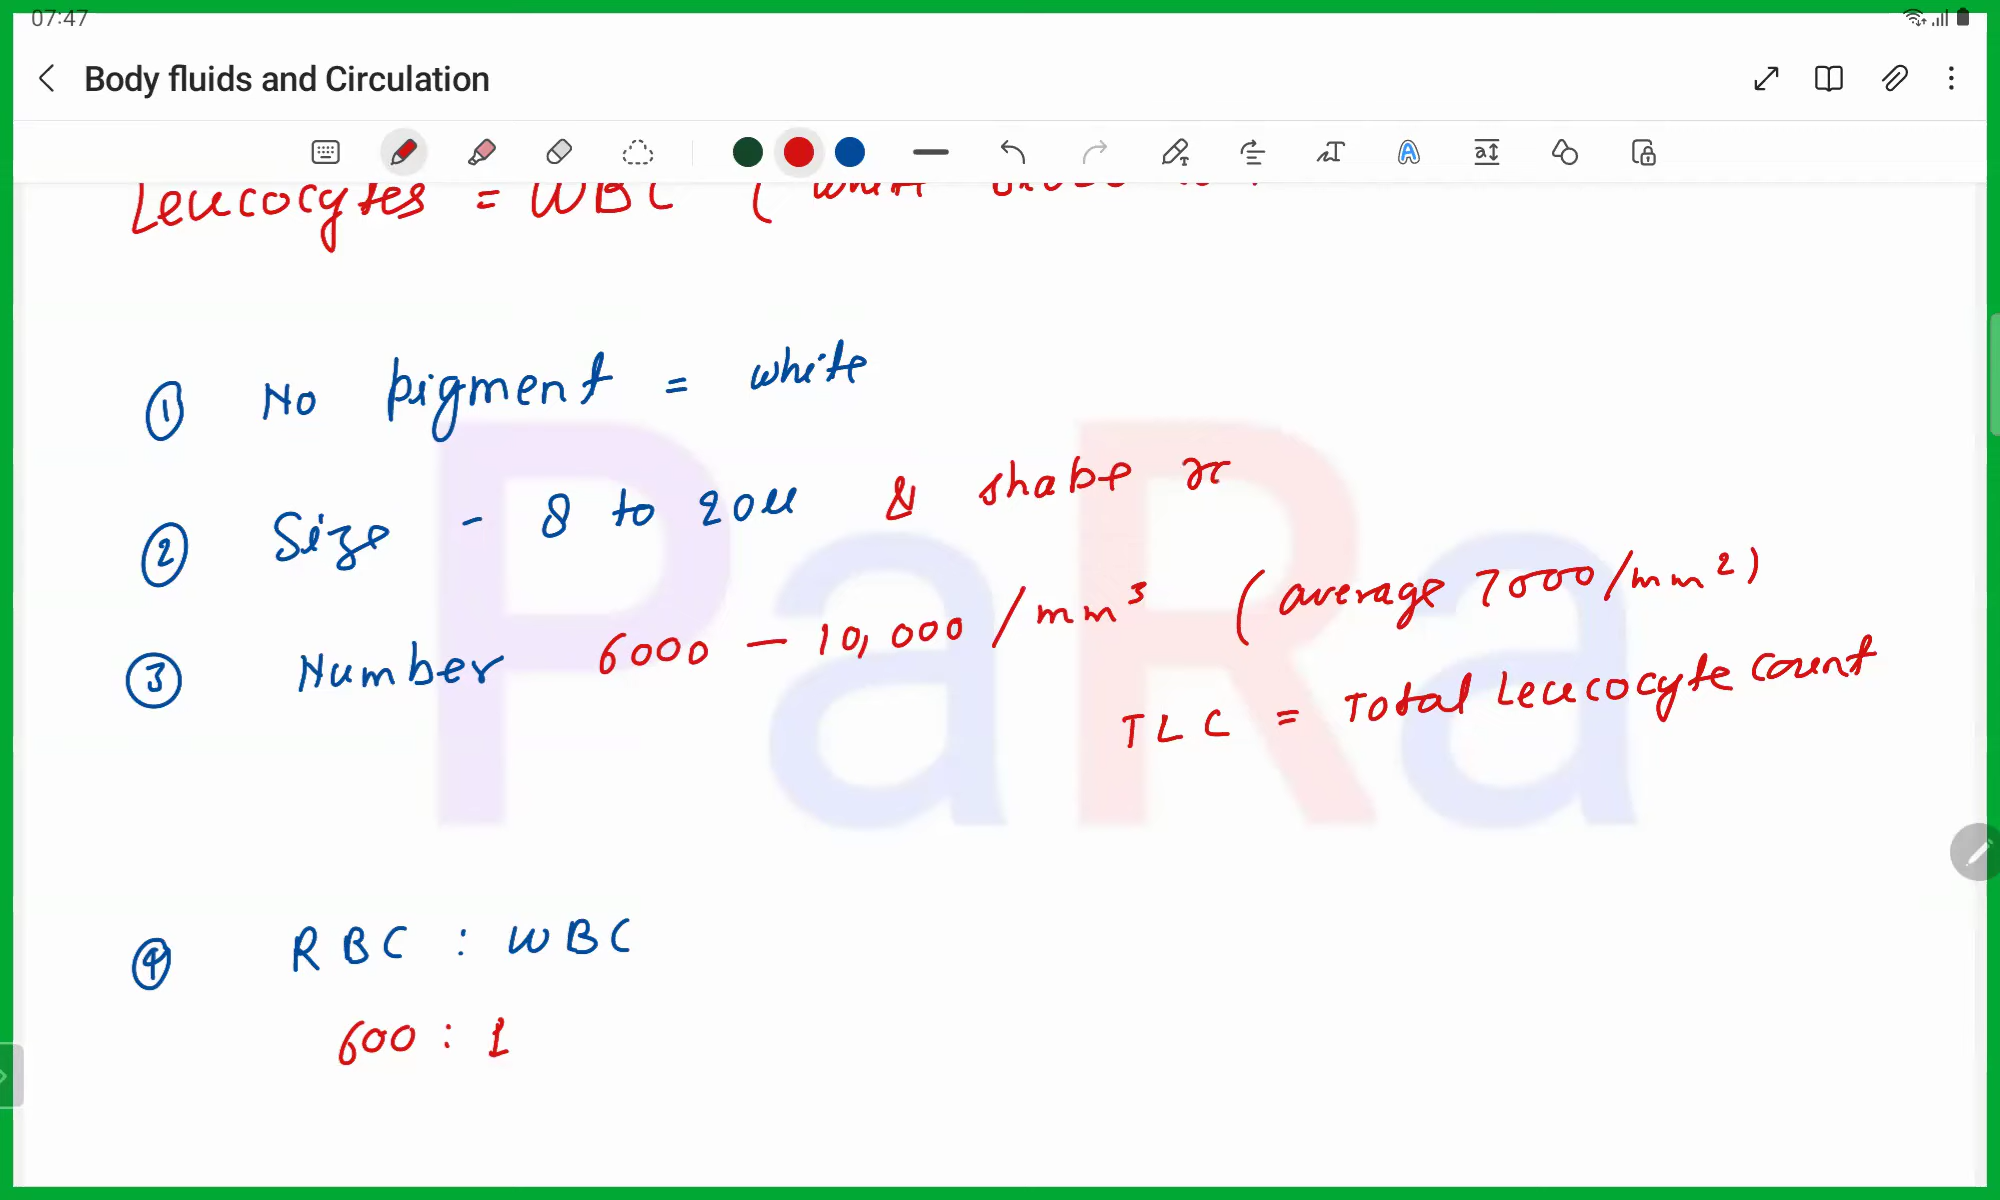 07:47
Body fluids and Circulation
Leucocytes = WBC (
① No pigment = white
② Size - 8 to 20µ & shape
③ Number 6000 – 10,000 /mm³ (average 7000/mm²)
TLC = Total Leucocyte count
④ RBC : WBC
600 : 1
PaRa